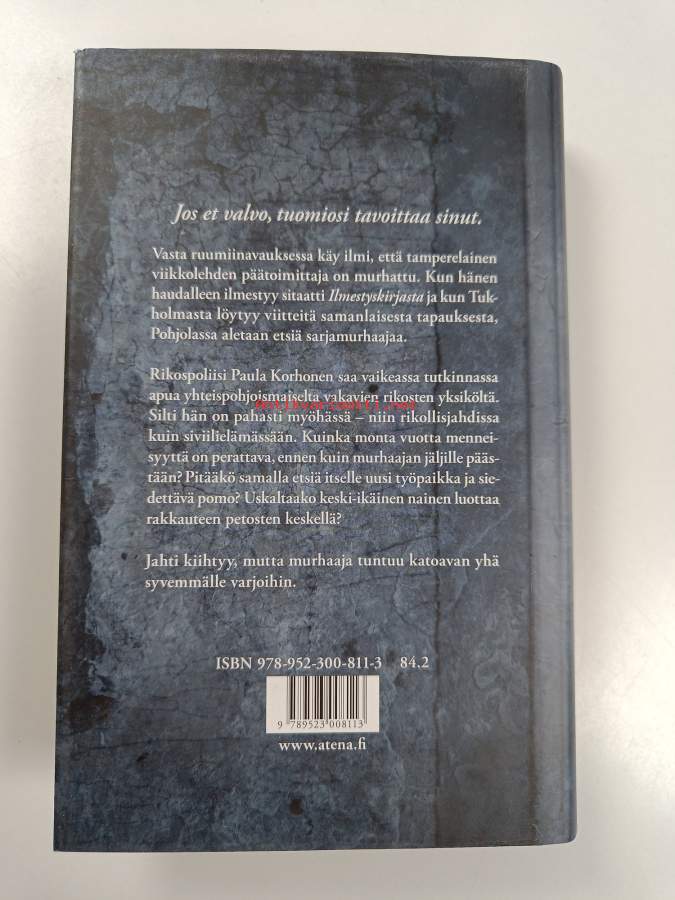 Jos et valvo, tuomiosi tavoittaa sinut.
Vasta ruumiinavauksessa käy ilmi, että tamperelainen
viikkolehden päätoimittaja on murhattu. Kun hänen
haudalleen ilmestyy sitaatti Ilmestyskirjasta ja kun Tuk-
holmasta löytyy viitteitä samanlaisesta tapauksesta,
Pohjolassa aletaan etsiä sarjamurhaajaa.
Rikospoliisi Paula Korhonen saa vaikeassa tutkinnassa
apua yhteispohjoismaiselta vakavien rikosten yksiköltä.
Silti hän on pahasti myöhässä – niin rikollisjahdissa
kuin siviilielämässään. Kuinka monta vuotta mennei-
syyttä on perattava, ennen kuin murhaajan jäljille pääs-
tään? Pitääkö samalla etsiä itselle uusi työpaikka ja sie-
dettävä pomo? Uskaltaako keski-ikäinen nainen luottaa
rakkauteen petosten keskellä?
Jahti kiihtyy, mutta murhaaja tuntuu katoavan yhä
syvemmälle varjoihin.
ISBN 978-952-300-811-3 84.2
9 789523 008113
www.atena.fi